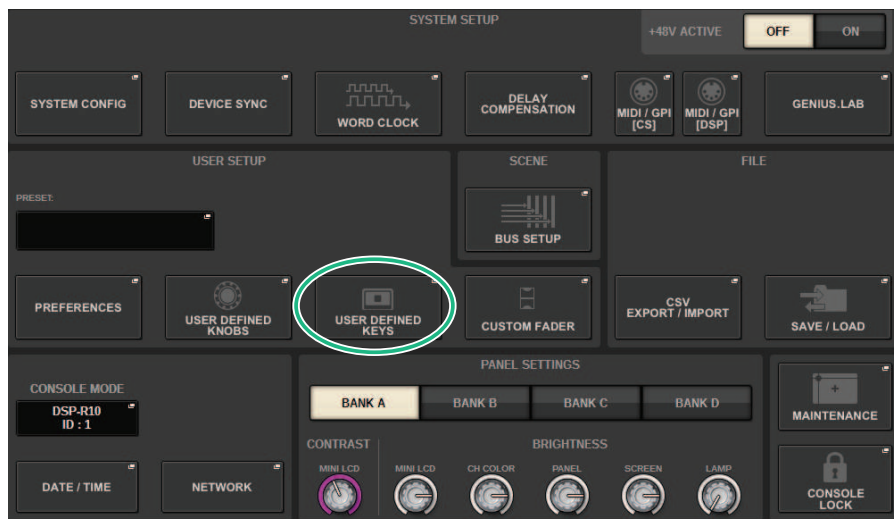 SYSTEM SETUP
+48V ACTIVE
OFF
ON
SYSTEM CONFIG
DEVICE SYNC
WORD CLOCK
DELAY
COMPENSATION
MIDI / GPI
[CS]
MIDI / GPI
[DSP]
GENIUS.LAB
USER SETUP
SCENE
FILE
PRESET:
BUS SETUP
PREFERENCES
USER DEFINED
KNOBS
USER DEFINED
KEYS
CUSTOM FADER
CSV
EXPORT / IMPORT
SAVE / LOAD
CONSOLE MODE
DSP-R10
ID : 1
DATE / TIME
NETWORK
PANEL SETTINGS
BANK A
BANK B
BANK C
BANK D
CONTRAST
BRIGHTNESS
MINI LCD
MINI LCD
CH COLOR
PANEL
SCREEN
LAMP
MAINTENANCE
CONSOLE
LOCK